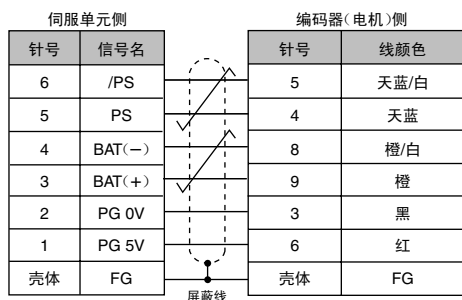 伺服单元侧 编码器（电机）侧
针号 信号名 针号 线颜色
6 /PS 5 天蓝/白
5 PS 4 天蓝
4 BAT(－) 8 橙/白
3 BAT(＋) 9 橙
2 PG 0V 3 黑
1 PG 5V 6 红
壳体 FG 壳体 FG
屏蔽线